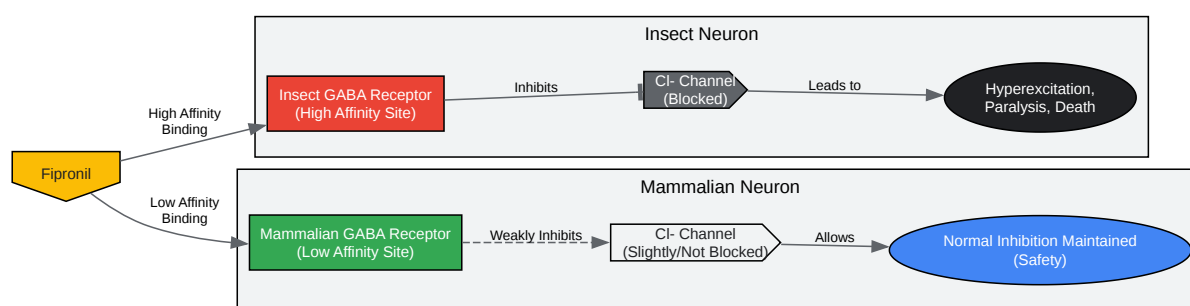 Insect Neuron
Insect GABA Receptor
(High Affinity Site)
Inhibits
Cl- Channel
(Blocked)
Leads to
Hyperexcitation,
Paralysis, Death
High Affinity
Binding
Fipronil
Low Affinity
Binding
Mammalian Neuron
Mammalian GABA Receptor
(Low Affinity Site)
Weakly Inhibits
Cl- Channel
(Slightly/Not Blocked)
Allows
Normal Inhibition Maintained
(Safety)